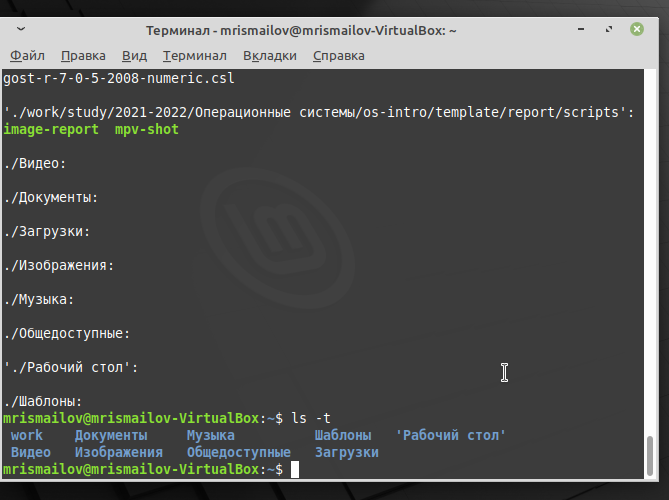 Терминал - mrismailov@mrismailov-VirtualBox: ~
Файл Правка Вид Терминал Вкладки Справка
gost-r-7-0-5-2008-numeric.csl
'./work/study/2021-2022/Операционные системы/os-intro/template/report/scripts':
image-report mpv-shot
./Видео:
./Документы:
./Загрузки:
./Изображения:
./Музыка:
./Общедоступные:
'./Рабочий стол':
./Шаблоны:
mrismailov@mrismailov-VirtualBox:~$ ls -t
work Документы Музыка Шаблоны 'Рабочий стол'
Видео Изображения Общедоступные Загрузки
mrismailov@mrismailov-VirtualBox:~$